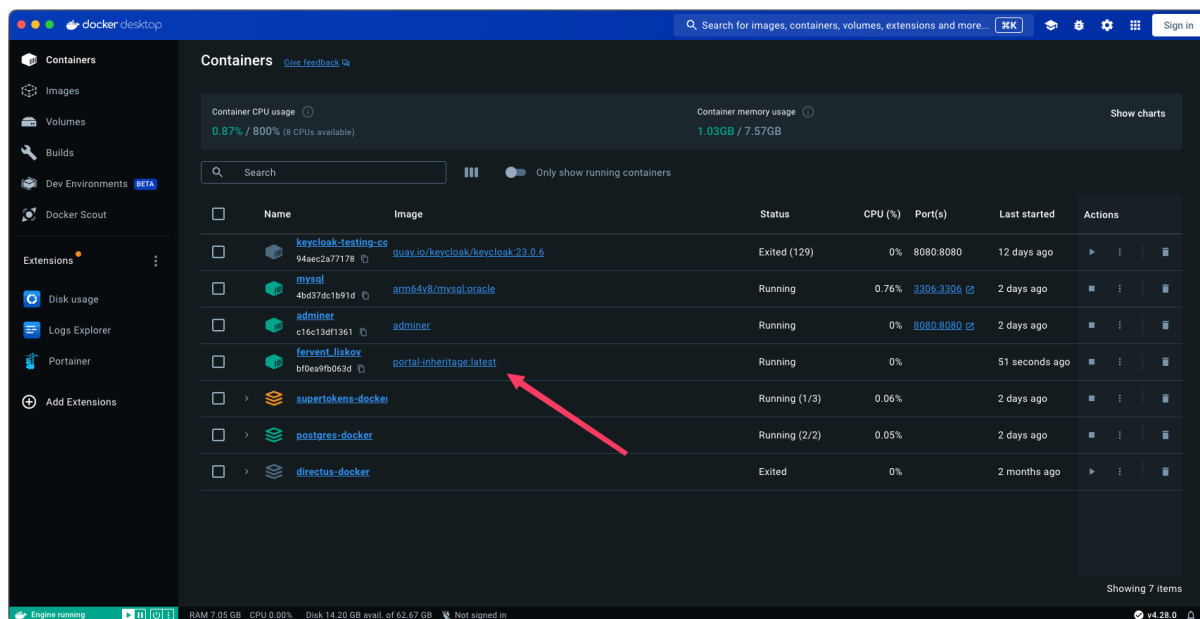 docker desktop
Search for images, containers, volumes, extensions and more... ⌘K
Sign in
Containers
Images
Volumes
Builds
Dev Environments BETA
Docker Scout
Extensions
Disk usage
Logs Explorer
Portainer
Add Extensions
Containers Give feedback
Container CPU usage
0.87% / 800% (8 CPUs available)
Container memory usage
1.03GB / 7.57GB
Show charts
Search
Only show running containers
Name Image Status CPU (%) Port(s) Last started Actions
keycloak-testing-cc
94aec2a77178
quay.io/keycloak/keycloak:23.0.6 Exited (129) 0% 8080:8080 12 days ago
mysql
4bd37dc1b91d
arm64v8/mysql:oracle Running 0.76% 3306:3306 2 days ago
adminer
c16c13df1361
adminer Running 0% 8080:8080 2 days ago
fervent_liskov
bf0ea9fb063d
portal-inheritage:latest Running 0% 51 seconds ago
supertokens-docker Running (1/3) 0.06% 2 days ago
postgres-docker Running (2/2) 0.05% 2 days ago
directus-docker Exited 0% 2 months ago
Showing 7 items
Engine running
RAM 7.05 GB CPU 0.00% Disk 14.20 GB avail. of 62.67 GB Not signed in
v4.28.0